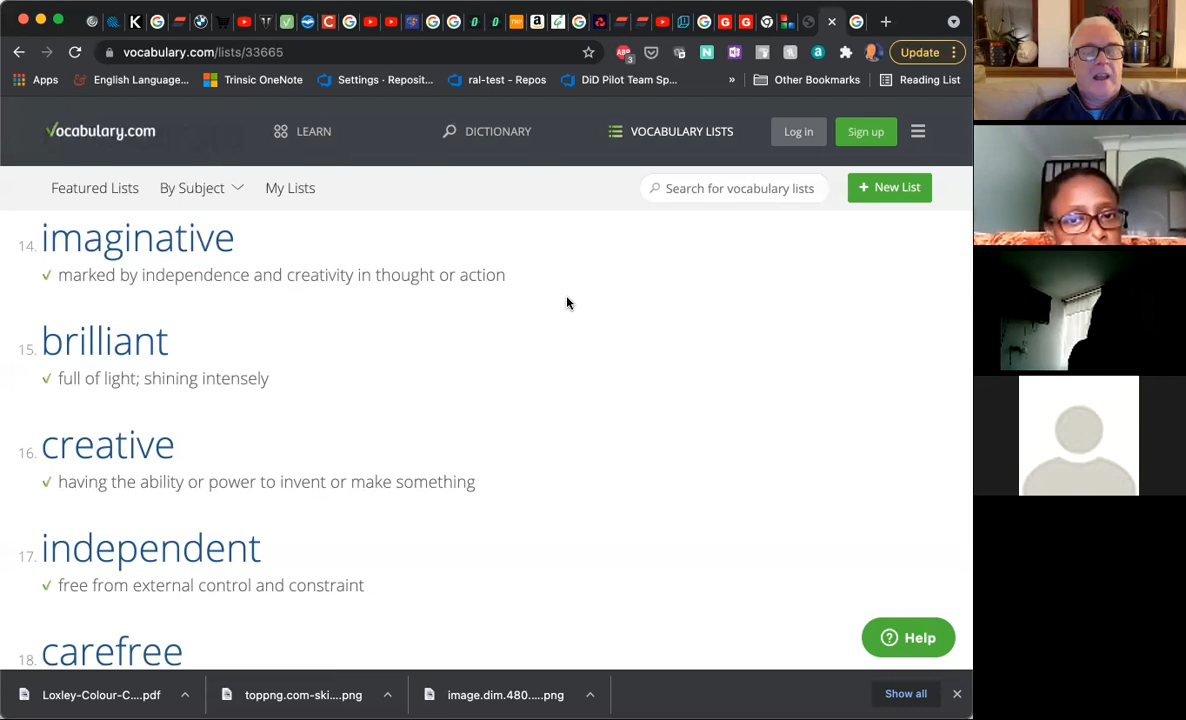 vocabulary.com/lists/33665
ABP
3
a
Update
Apps
English Language...
Trinsic OneNote
Settings · Reposit...
ral-test - Repos
DiD Pilot Team Sp...
»
Other Bookmarks
Reading List
Vocabulary.com
LEARN
DICTIONARY
VOCABULARY LISTS
Log in
Sign up
Featured Lists
By Subject
My Lists
Search for vocabulary lists
+ New List
14. imaginative
marked by independence and creativity in thought or action
15. brilliant
full of light; shining intensely
16. creative
having the ability or power to invent or make something
17. independent
free from external control and constraint
18. carefree
Help
Loxley-Colour-C....pdf
toppng.com-ski....png
image.dim.480.....png
Show all